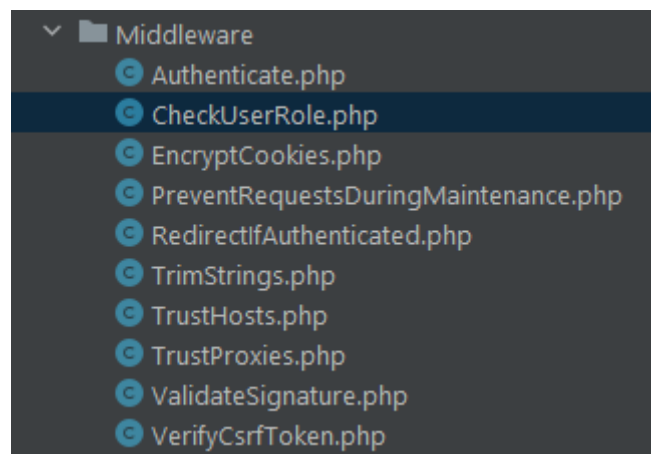 Middleware
Authenticate.php
CheckUserRole.php
EncryptCookies.php
PreventRequestsDuringMaintenance.php
RedirectIfAuthenticated.php
TrimStrings.php
TrustHosts.php
TrustProxies.php
ValidateSignature.php
VerifyCsrfToken.php